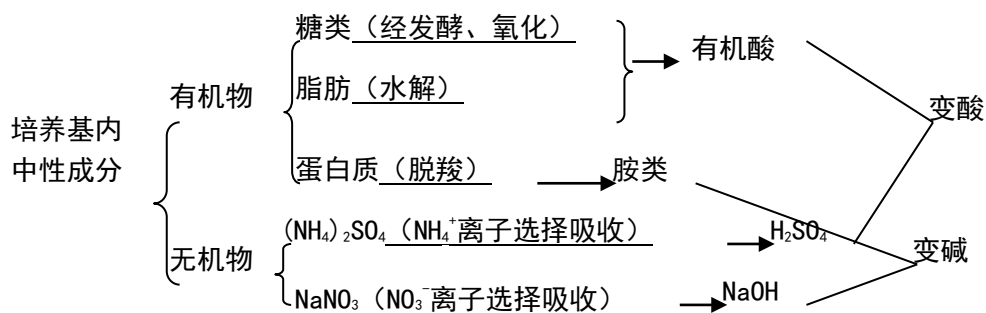 糖类（经发酵、氧化）
有机酸
脂肪（水解）
有机物
变酸
培养基内
中性成分
蛋白质（脱羧）
胺类
(NH₄)₂SO₄（NH₄⁺离子选择吸收）
H₂SO₄
变碱
无机物
NaNO₃（NO₃⁻离子选择吸收）
NaOH